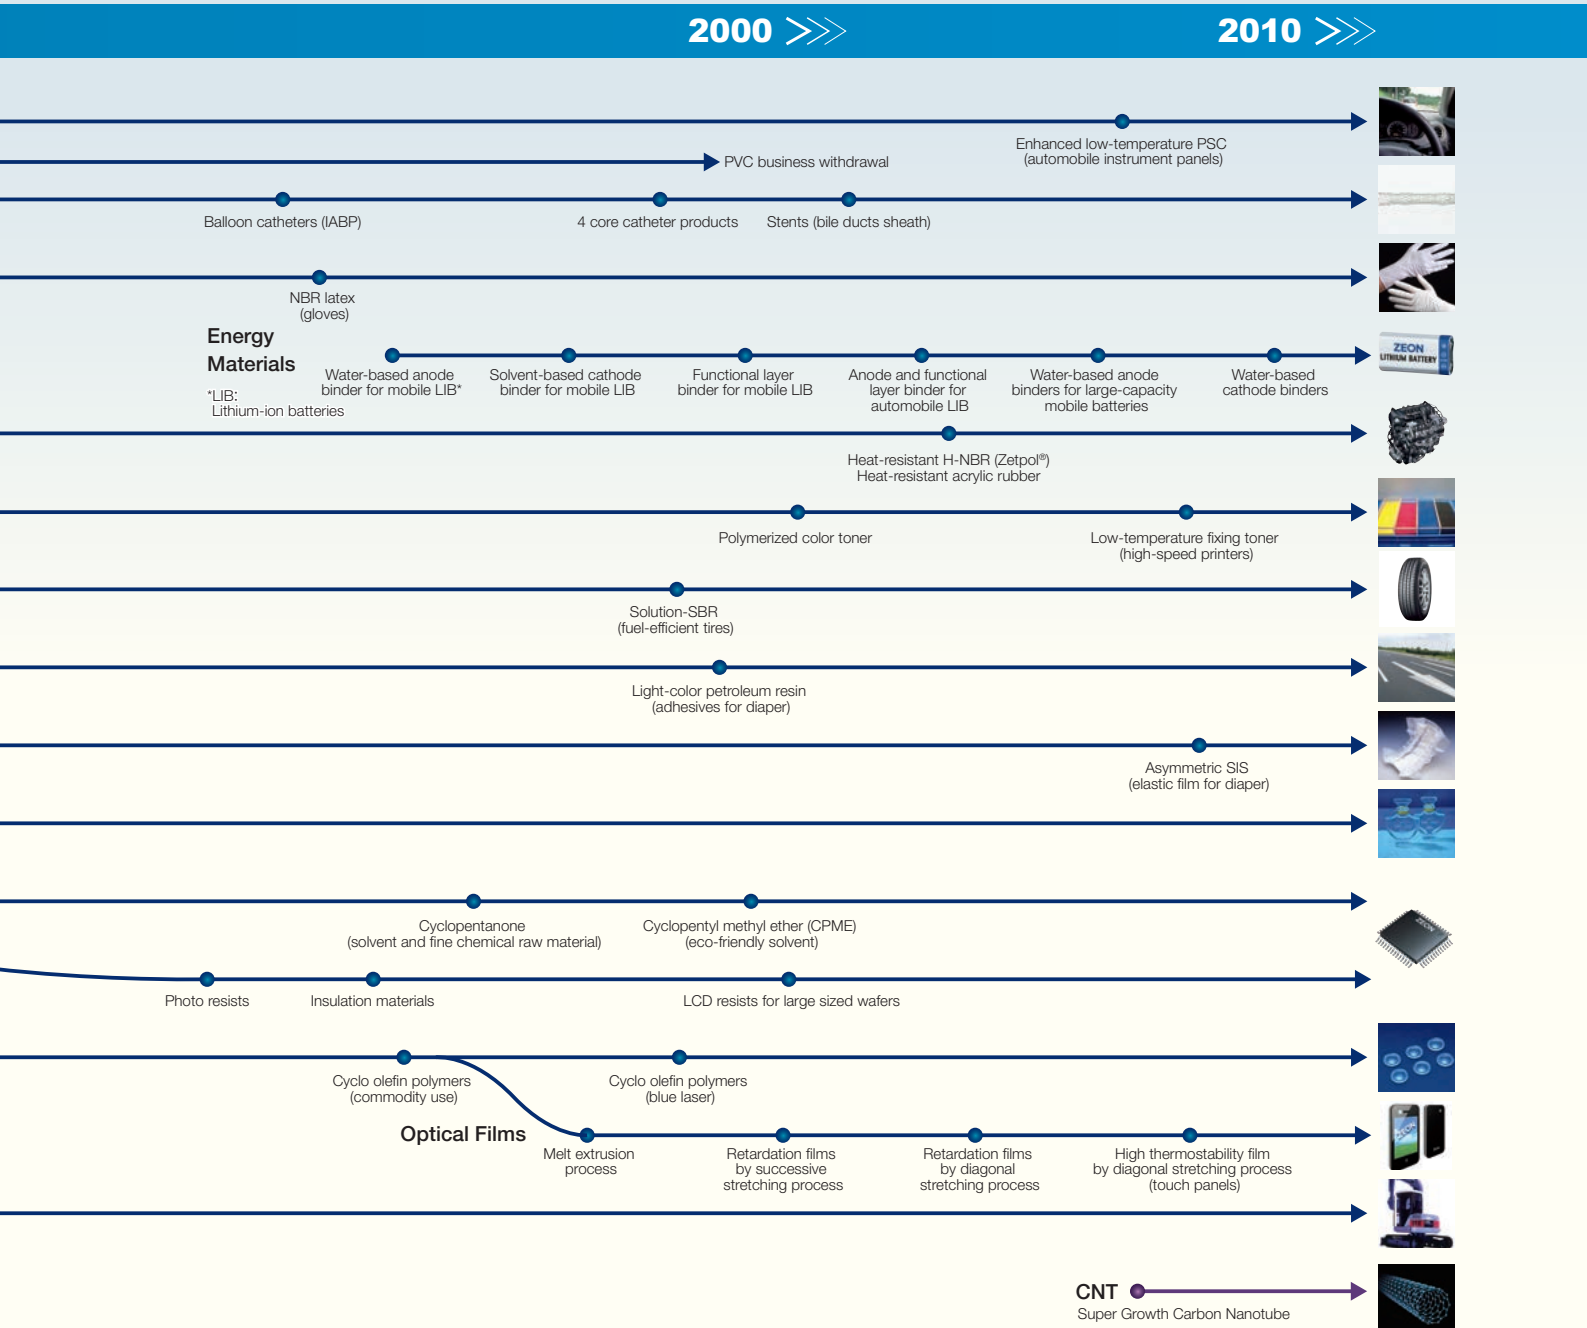 2000
2010
Enhanced low-temperature PSC
(automobile instrument panels)
PVC business withdrawal
Balloon catheters (IABP)
4 core catheter products
Stents (bile ducts sheath)
NBR latex
(gloves)
Energy
Materials
*LIB:
Lithium-ion batteries
Water-based anode
binder for mobile LIB*
Solvent-based cathode
binder for mobile LIB
Functional layer
binder for mobile LIB
Anode and functional
layer binder for
automobile LIB
Water-based anode
binders for large-capacity
mobile batteries
Water-based
cathode binders
ZEON
LITHIUM BATTERY
Heat-resistant H-NBR (Zetpol®)
Heat-resistant acrylic rubber
Polymerized color toner
Low-temperature fixing toner
(high-speed printers)
Solution-SBR
(fuel-efficient tires)
Light-color petroleum resin
(adhesives for diaper)
Asymmetric SIS
(elastic film for diaper)
Cyclopentanone
(solvent and fine chemical raw material)
Cyclopentyl methyl ether (CPME)
(eco-friendly solvent)
ZEON
Photo resists
Insulation materials
LCD resists for large sized wafers
Cyclo olefin polymers
(commodity use)
Cyclo olefin polymers
(blue laser)
Optical Films
Melt extrusion
process
Retardation films
by successive
stretching process
Retardation films
by diagonal
stretching process
High thermostability film
by diagonal stretching process
(touch panels)
ZEON
CNT
Super Growth Carbon Nanotube